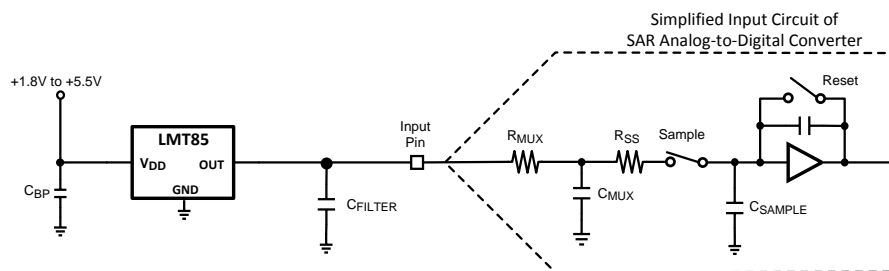 Simplified Input Circuit of
SAR Analog-to-Digital Converter
+1.8V to +5.5V
Reset
LMT85
Input
Pin
RMUX
RSS
Sample
VDD
OUT
GND
CBP
CFILTER
CMUX
CSAMPLE